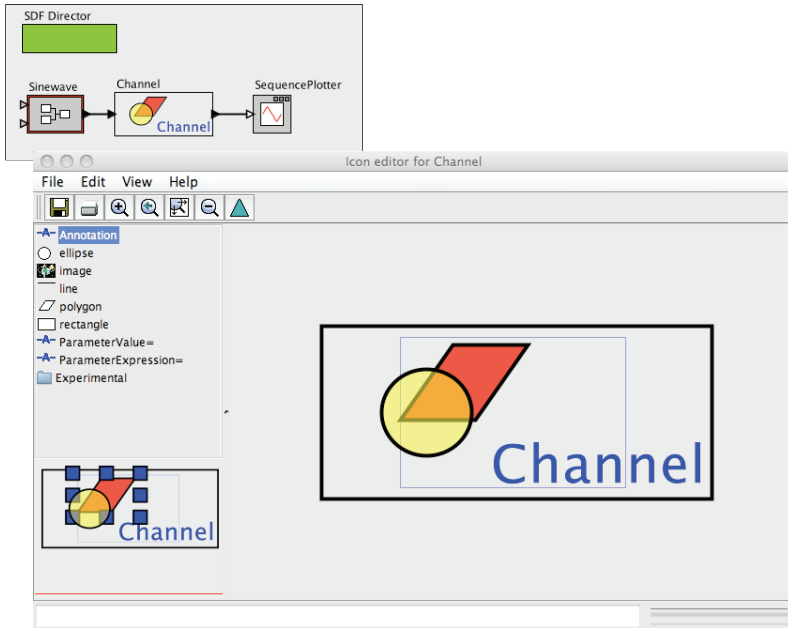 SDF Director
Sinewave
Channel
SequencePlotter
Channel
Icon editor for Channel
File Edit View Help
-A- Annotation
ellipse
image
line
polygon
rectangle
-A- ParameterValue=
-A- ParameterExpression=
Experimental
Channel
Channel